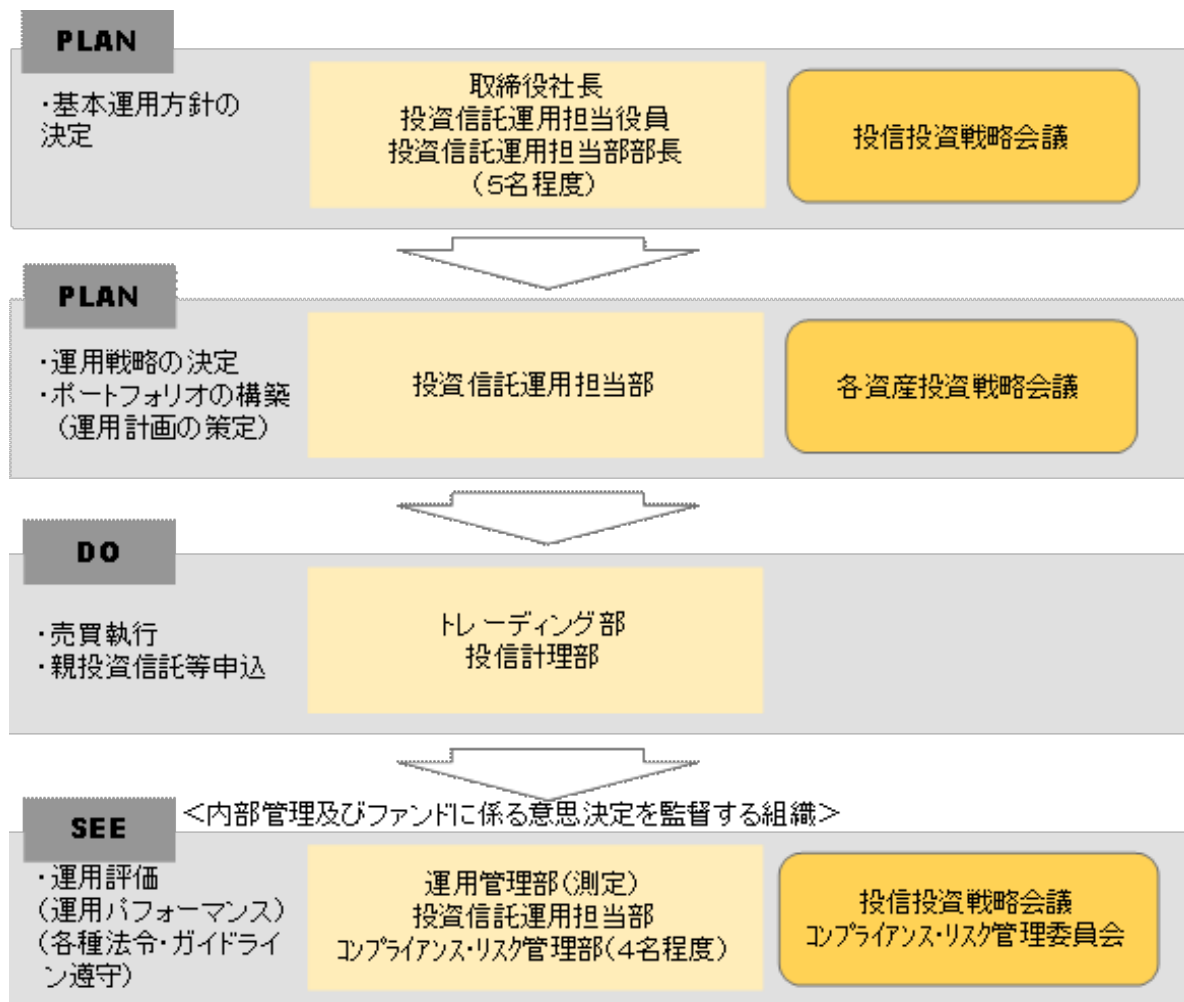 PLAN
・基本運用方針の
決定
取締役社長
投資信託運用担当役員
投資信託運用担当部部長
（5名程度）
投信投資戦略会議
PLAN
・運用戦略の決定
・ポートフォリオの構築
（運用計画の策定）
投資信託運用担当部
各資産投資戦略会議
DO
・売買執行
・親投資信託等申込
トレーディング部
投信計理部
SEE
＜内部管理及びファンドに係る意思決定を監督する組織＞
・運用評価
（運用パフォーマンス）
（各種法令・ガイドライ
ン遵守）
運用管理部（測定）
投資信託運用担当部
ｺﾝﾌﾟﾗｲｱﾝｽ・ﾘｽｸ管理部（4名程度）
投信投資戦略会議
ｺﾝﾌﾟﾗｲｱﾝｽ・ﾘｽｸ管理委員会